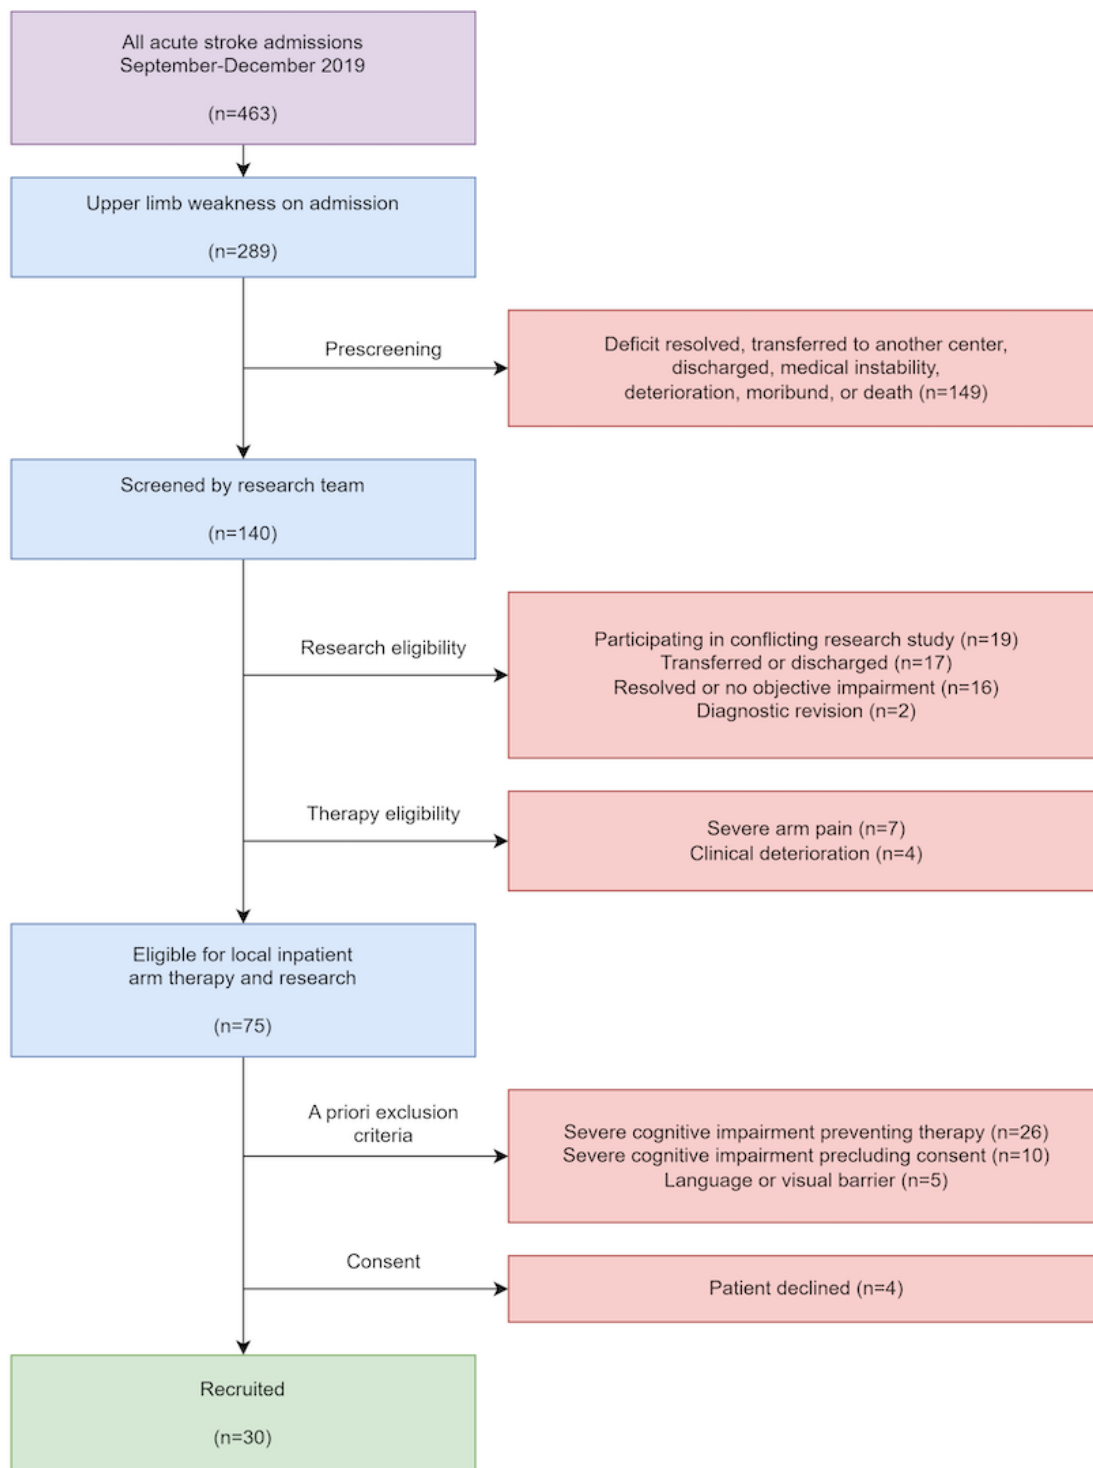 All acute stroke admissions
September-December 2019
(n=463)
Upper limb weakness on admission
(n=289)
Prescreening
Deficit resolved, transferred to another center,
discharged, medical instability,
deterioration, moribund, or death (n=149)
Screened by research team
(n=140)
Research eligibility
Participating in conflicting research study (n=19)
Transferred or discharged (n=17)
Resolved or no objective impairment (n=16)
Diagnostic revision (n=2)
Therapy eligibility
Severe arm pain (n=7)
Clinical deterioration (n=4)
Eligible for local inpatient
arm therapy and research
(n=75)
A priori exclusion
criteria
Severe cognitive impairment preventing therapy (n=26)
Severe cognitive impairment precluding consent (n=10)
Language or visual barrier (n=5)
Consent
Patient declined (n=4)
Recruited
(n=30)